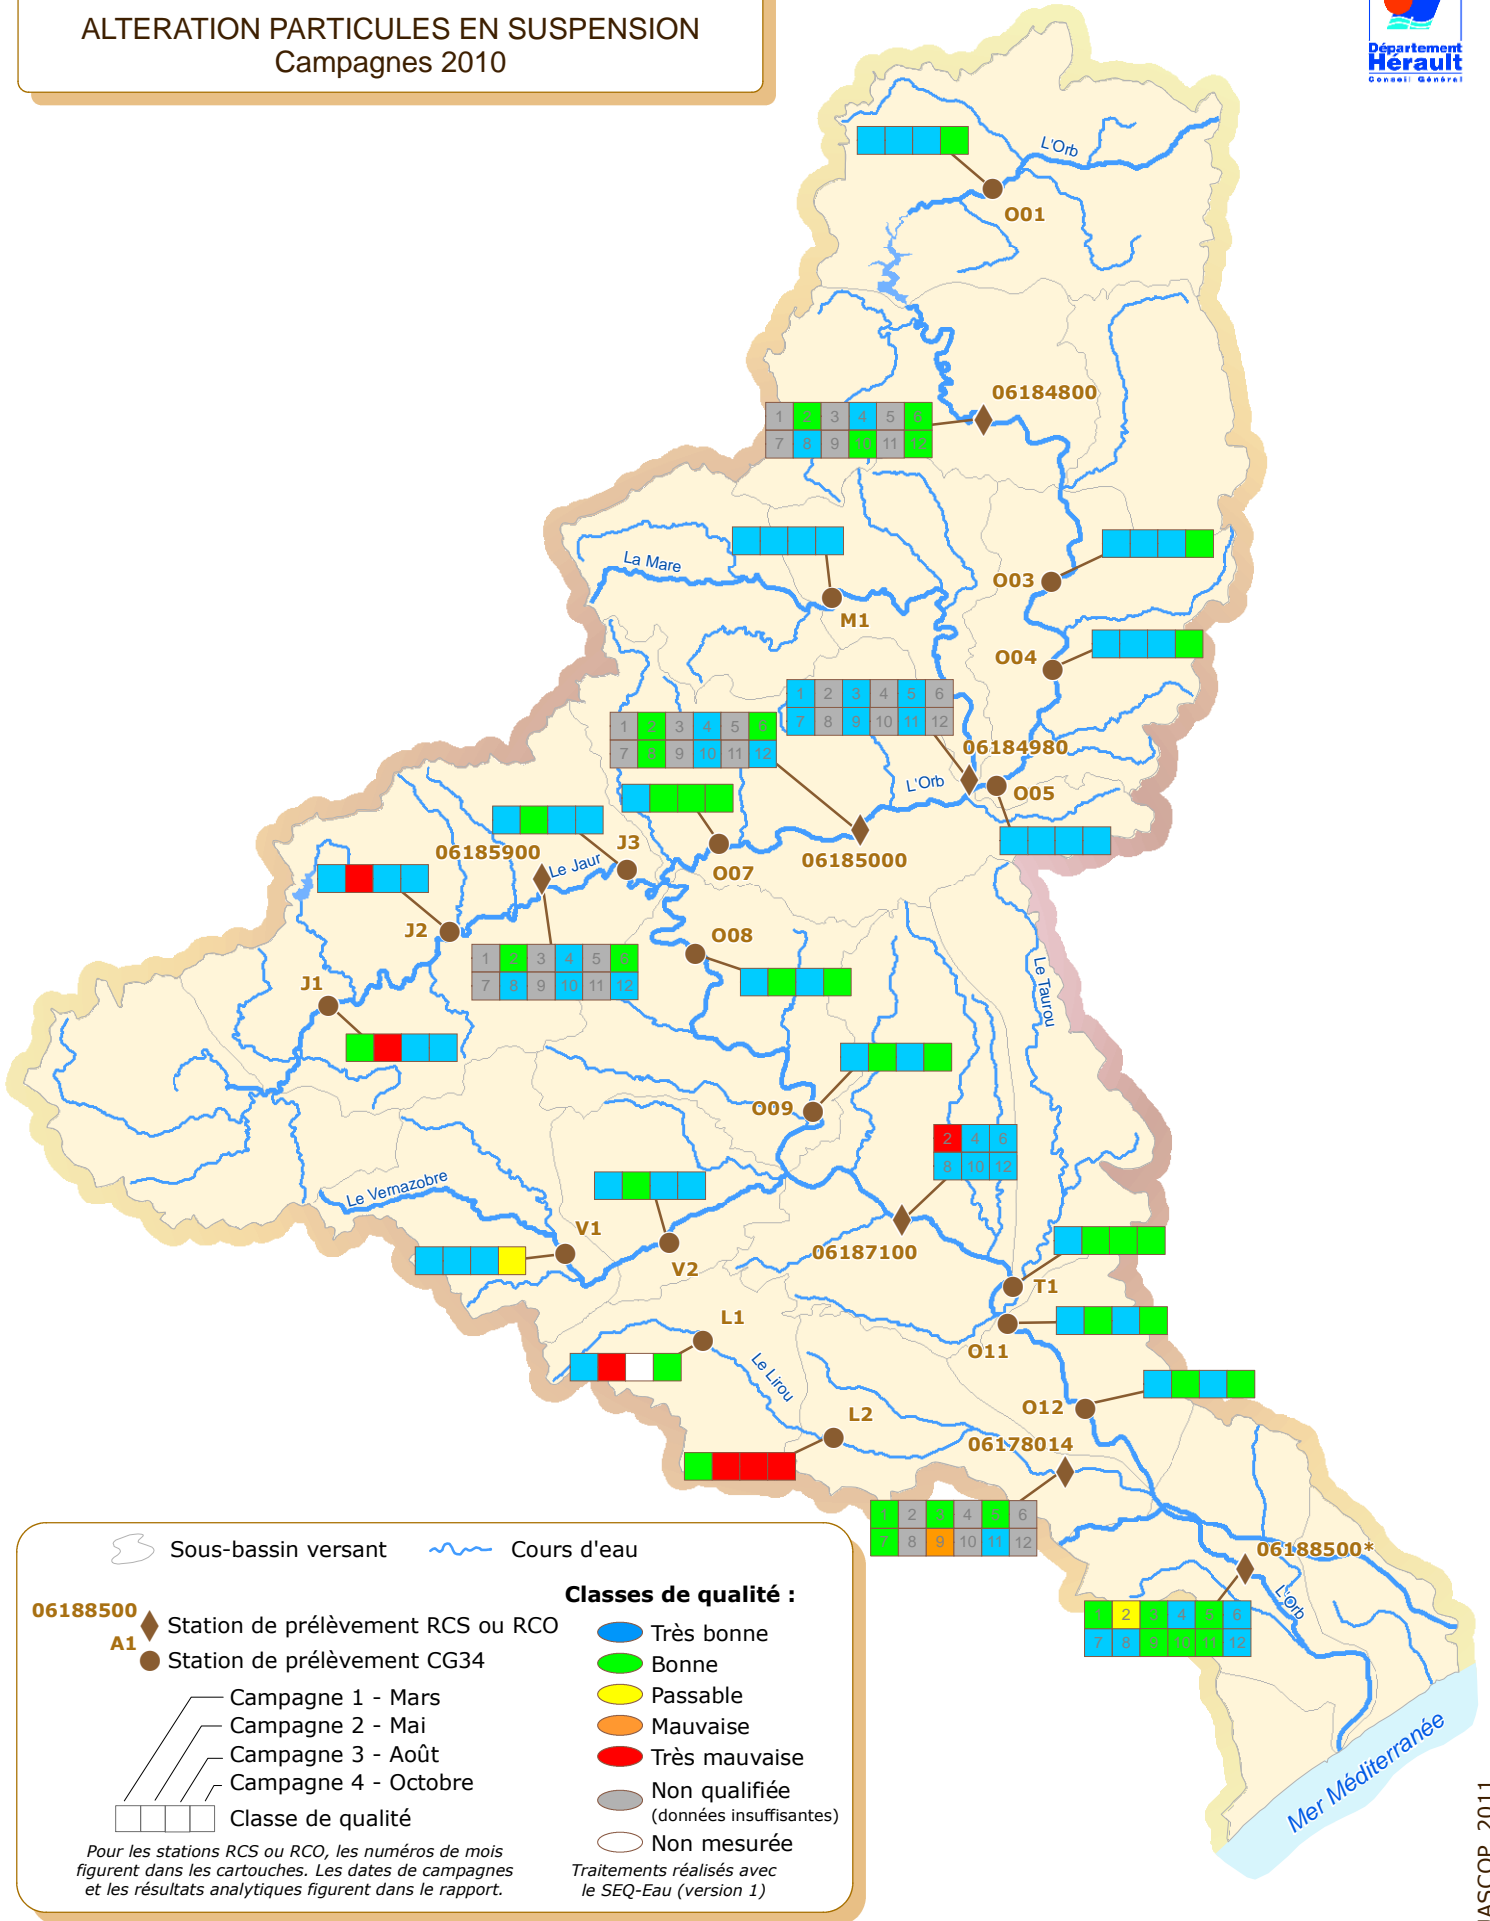 ALTERATION PARTICULES EN SUSPENSION
Campagnes 2010
Département
Hérault
Conseil Général
L'Orb
O01
06184800
1 2 3 4 5 6
7 8 9 10 11 12
La Mare
M1
O03
O04
1 2 3 4 5 6
7 8 9 10 11 12
1 2 3 4 5 6
7 8 9 10 11 12
06184980
L'Orb
O05
J3
06185900
Le Jaur
O07
06185000
J2
O08
1 2 3 4 5 6
7 8 9 10 11 12
J1
Le Taurou
O09
2 4 6
8 10 12
Le Vernazobre
V1
V2
06187100
T1
L1
O11
Le Lirou
L2
O12
06178014
1 2 3 4 5 6
7 8 9 10 11 12
06188500*
L'Orb
1 2 3 4 5 6
7 8 9 10 11 12
Mer Méditerranée
Sous-bassin versant
Cours d'eau
06188500
Station de prélèvement RCS ou RCO
A1
Station de prélèvement CG34
Campagne 1 - Mars
Campagne 2 - Mai
Campagne 3 - Août
Campagne 4 - Octobre
Classe de qualité
Pour les stations RCS ou RCO, les numéros de mois
figurent dans les cartouches. Les dates de campagnes
et les résultats analytiques figurent dans le rapport.
Classes de qualité :
Très bonne
Bonne
Passable
Mauvaise
Très mauvaise
Non qualifiée
(données insuffisantes)
Non mesurée
Traitements réalisés avec
le SEQ-Eau (version 1)
2011